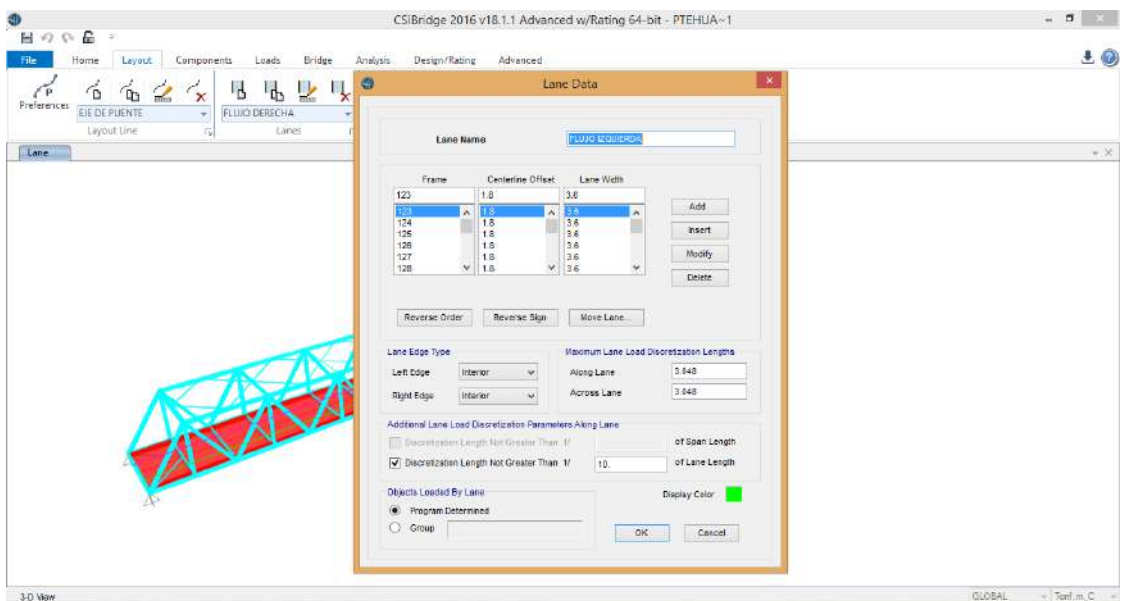 CSiBridge 2016 v18.1.1 Advanced w/Rating 64-bit - PTEHUA~1
File Home Layout Components Loads Bridge Analysis Design/Rating Advanced
Preferences
EJE DE PUENTE
FLUJO DERECHA
Layout Line
Lanes
Lane
Lane Data
Lane Name
FLUJO IZQUIERDA
Frame Centerline Offset Lane Width
123 1.8 3.6
123 1.8 3.6
124 1.8 3.6
125 1.8 3.6
126 1.8 3.6
127 1.8 3.6
128 1.8 3.6
Add
Insert
Modify
Delete
Reverse Order Reverse Sign Move Lane...
Lane Edge Type
Left Edge Interior
Right Edge Interior
Maximum Lane Load Discretization Lengths
Along Lane 3.048
Across Lane 3.048
Additional Lane Load Discretization Parameters Along Lane
Discretization Length Not Greater Than 1/ of Span Length
Discretization Length Not Greater Than 1/ 10. of Lane Length
Objects Loaded By Lane
Program Determined
Group
Display Color
OK Cancel
3-D View
GLOBAL
Tonf, m, C